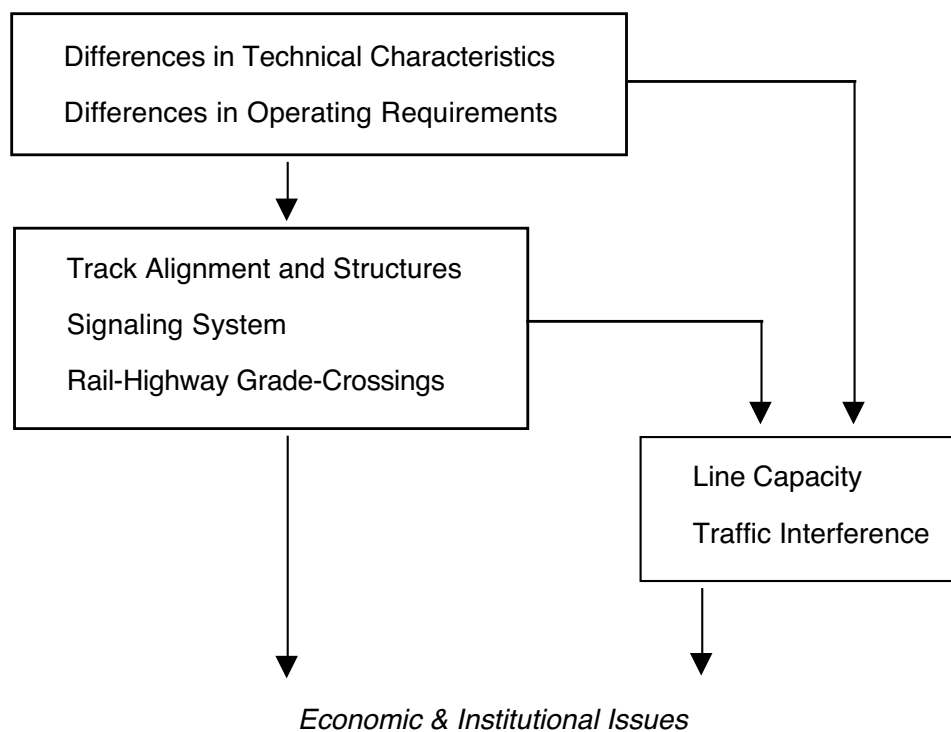 Differences in Technical Characteristics
Differences in Operating Requirements
Track Alignment and Structures
Signaling System
Rail-Highway Grade-Crossings
Line Capacity
Traffic Interference
Economic & Institutional Issues